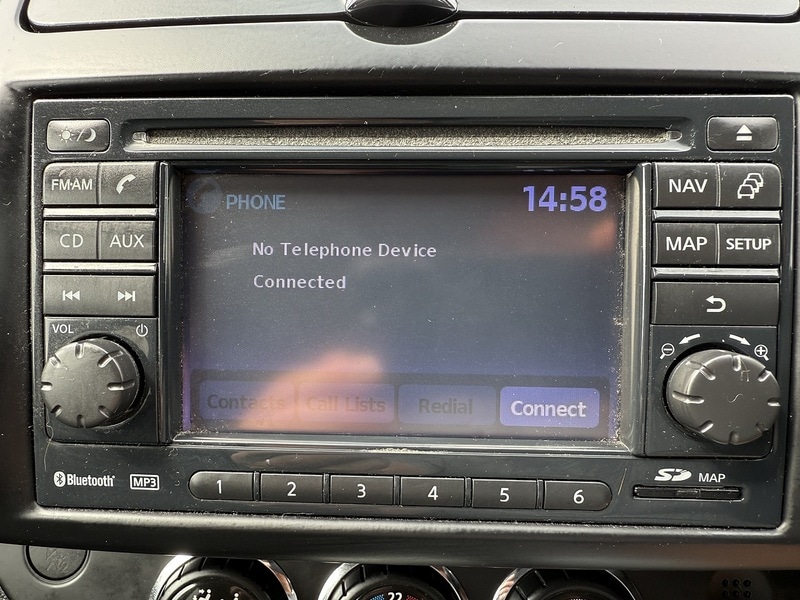 FM·AM
CD
AUX
VOL
PHONE
14:58
No Telephone Device
Connected
Contacts
Call Lists
Redial
Connect
NAV
MAP
SETUP
Bluetooth®
MP3
1
2
3
4
5
6
SD MAP
22